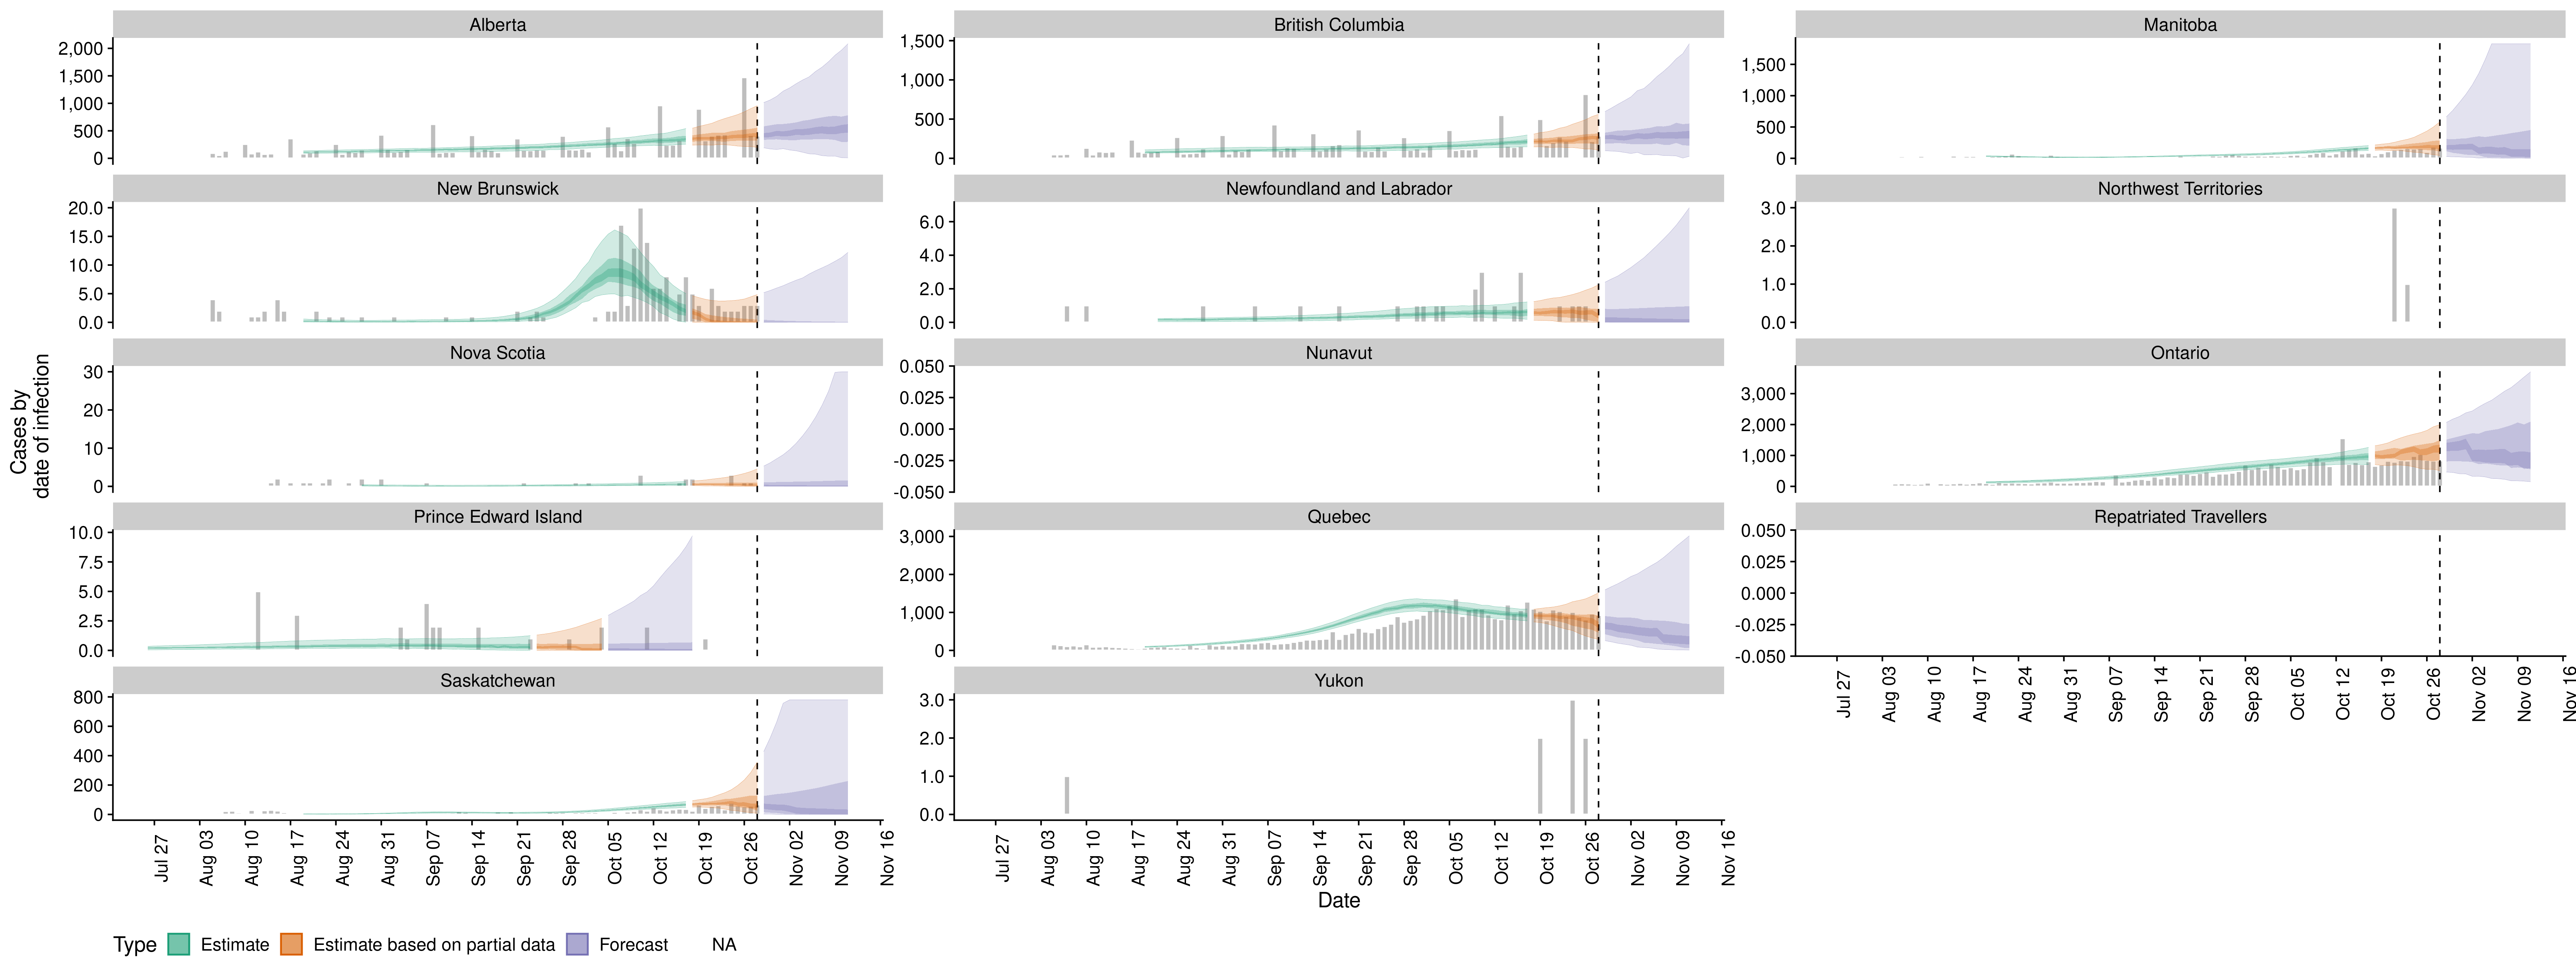 Alberta
2,000
1,500
1,000
500
0
British Columbia
1,500
1,000
500
0
Manitoba
1,500
1,000
500
0
New Brunswick
20.0
15.0
10.0
5.0
0.0
Newfoundland and Labrador
6.0
4.0
2.0
0.0
Northwest Territories
3.0
2.0
1.0
0.0
Cases by
date of infection
Nova Scotia
30
20
10
0
Nunavut
0.050
0.025
0.000
-0.025
-0.050
Ontario
3,000
2,000
1,000
0
Prince Edward Island
10.0
7.5
5.0
2.5
0.0
Quebec
3,000
2,000
1,000
0
Repatriated Travellers
0.050
0.025
0.000
-0.025
-0.050
Jul 27 Aug 03 Aug 10 Aug 17 Aug 24 Aug 31 Sep 07 Sep 14 Sep 21 Sep 28 Oct 05 Oct 12 Oct 19 Oct 26 Nov 02 Nov 09 Nov 16
Saskatchewan
800
600
400
200
0
Jul 27 Aug 03 Aug 10 Aug 17 Aug 24 Aug 31 Sep 07 Sep 14 Sep 21 Sep 28 Oct 05 Oct 12 Oct 19 Oct 26 Nov 02 Nov 09 Nov 16
Yukon
3.0
2.0
1.0
0.0
Jul 27 Aug 03 Aug 10 Aug 17 Aug 24 Aug 31 Sep 07 Sep 14 Sep 21 Sep 28 Oct 05 Oct 12 Oct 19 Oct 26 Nov 02 Nov 09 Nov 16
Date
Type Estimate Estimate based on partial data Forecast NA